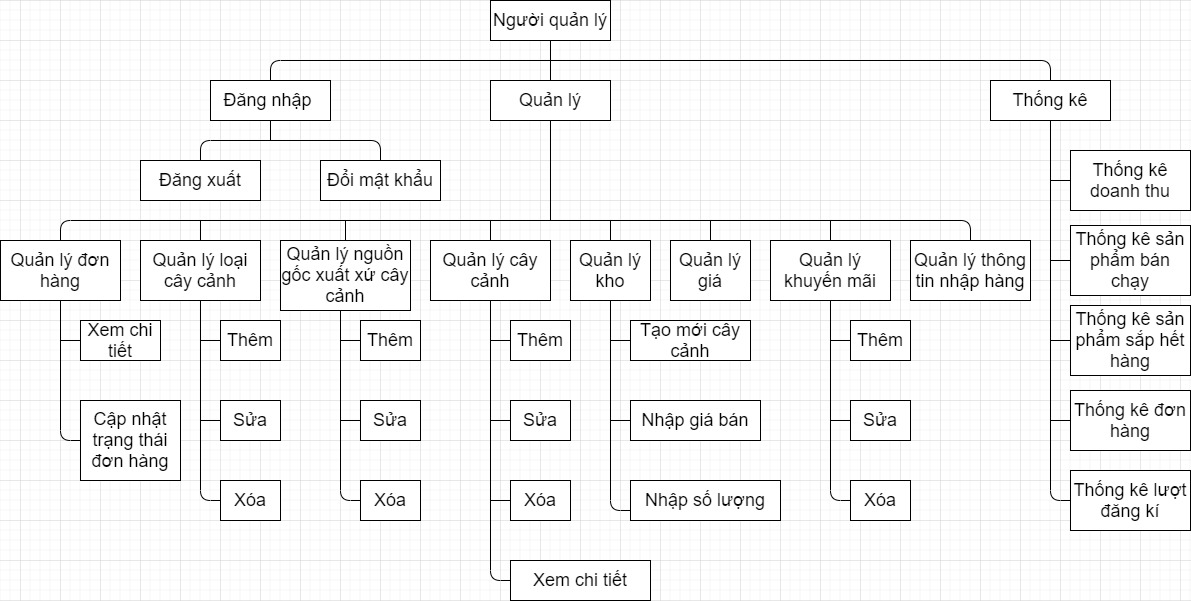 Người quản lý
Đăng nhập
Quản lý
Thống kê
Đăng xuất
Đổi mật khẩu
Quản lý đơn
hàng
Xem chi
tiết
Cập nhật
trạng thái
đơn hàng
Quản lý loại
cây cảnh
Thêm
Sửa
Xóa
Quản lý nguồn
gốc xuất xứ cây
cảnh
Thêm
Sửa
Xóa
Quản lý cây
cảnh
Thêm
Sửa
Xóa
Xem chi tiết
Quản lý
kho
Tạo mới cây
cảnh
Nhập giá bán
Nhập số lượng
Quản lý
giá
Quản lý
khuyến mãi
Thêm
Sửa
Xóa
Quản lý thông
tin nhập hàng
Thống kê
doanh thu
Thống kê sản
phẩm bán
chạy
Thống kê sản
phẩm sắp hết
hàng
Thống kê đơn
hàng
Thống kê lượt
đăng kí